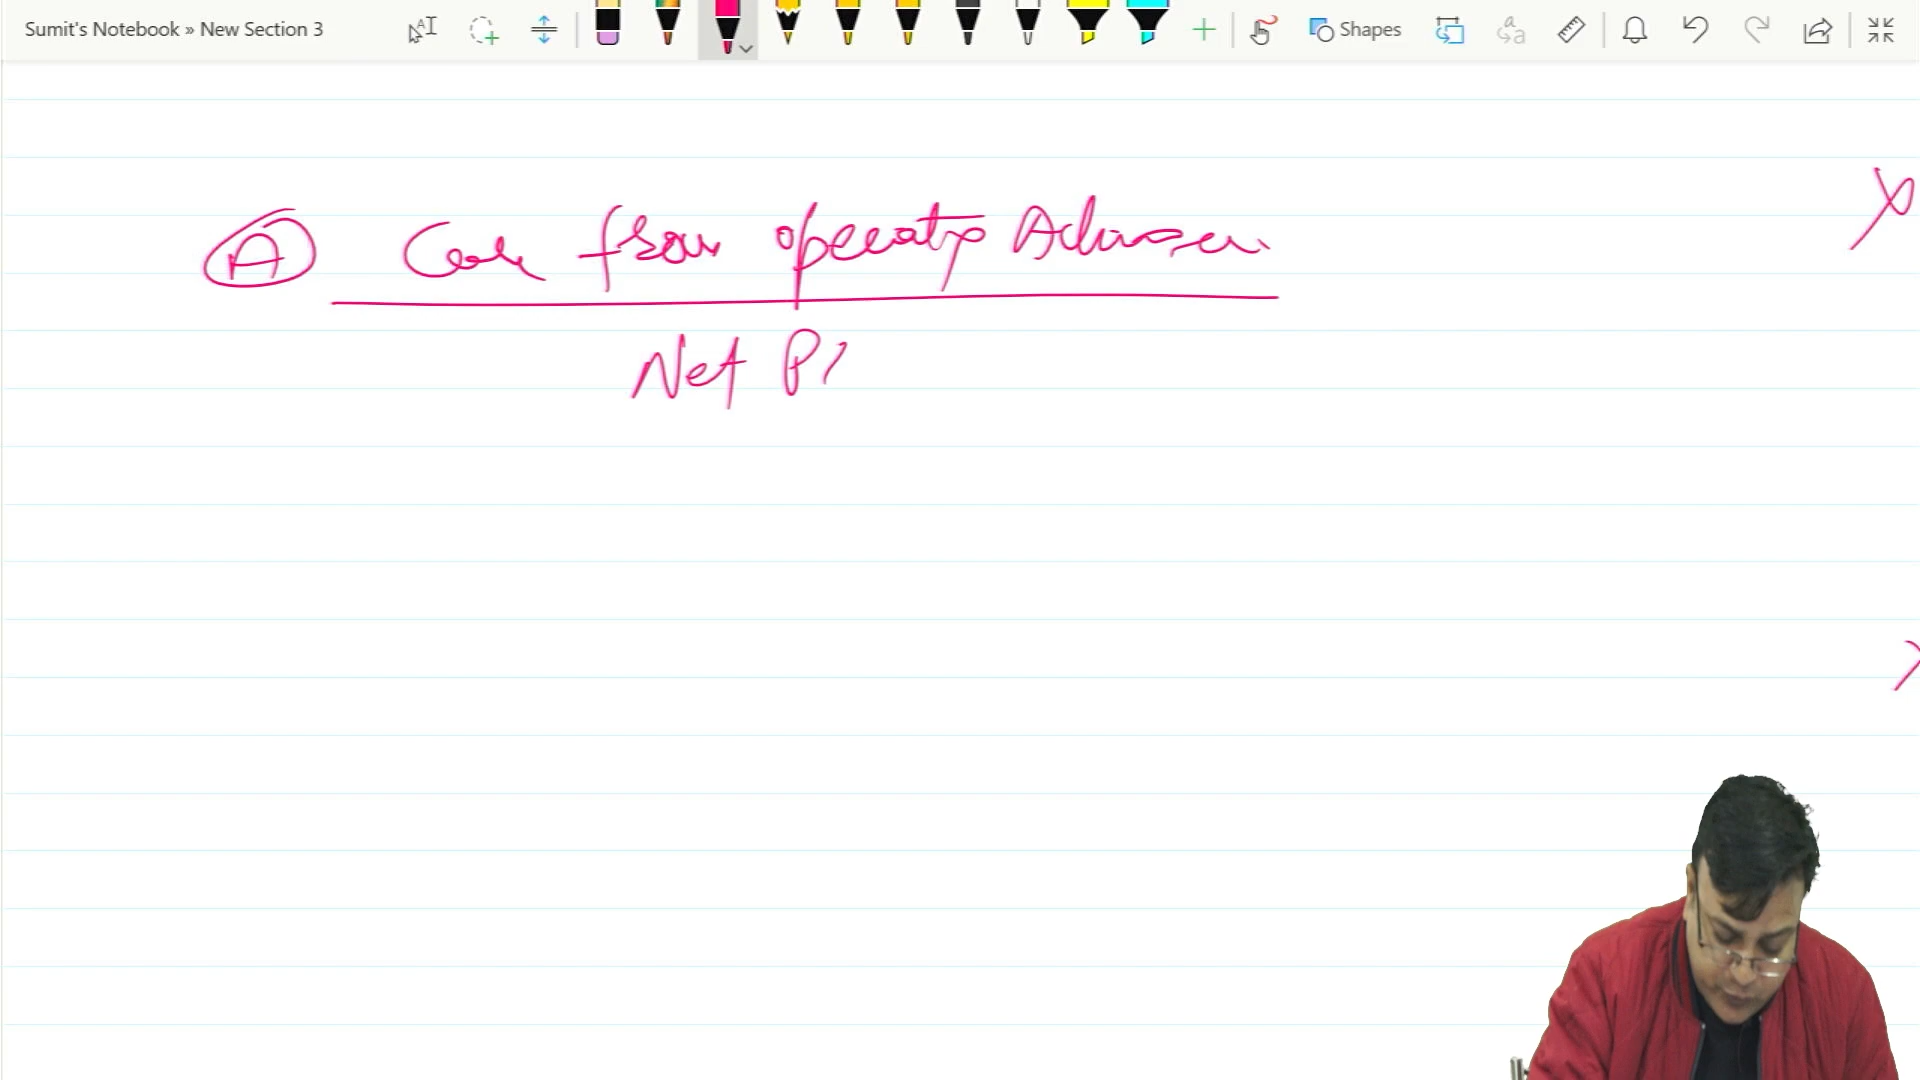 Sumit's Notebook » New Section 3
Shapes
A Cash from operating Activities
Net P